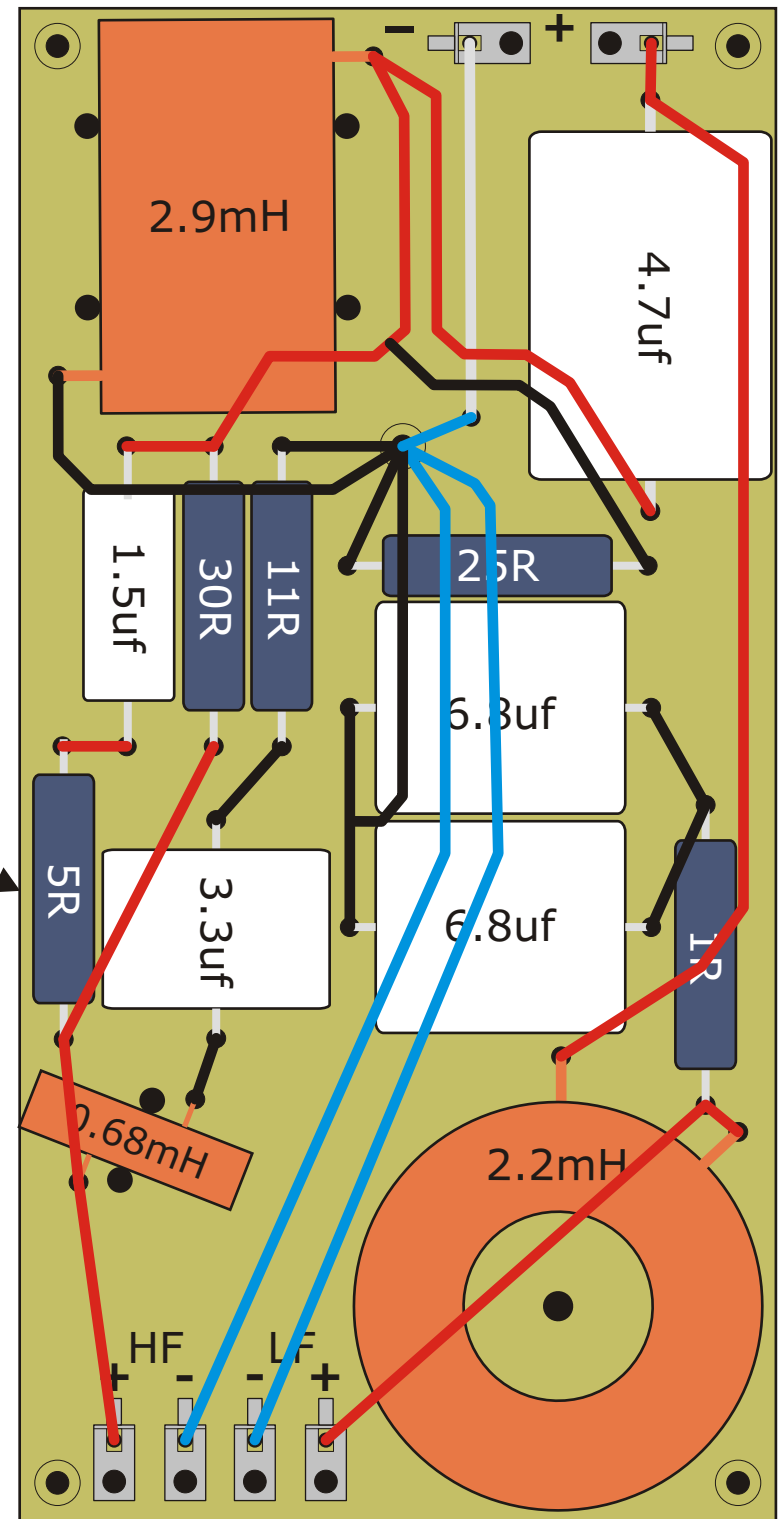 - +
2.9mH
4.7uf
1.5uf
30R
11R
25R
6.8uf
5R
3.3uf
6.8uf
1R
0.68mH
2.2mH
HF LF
+ - - +